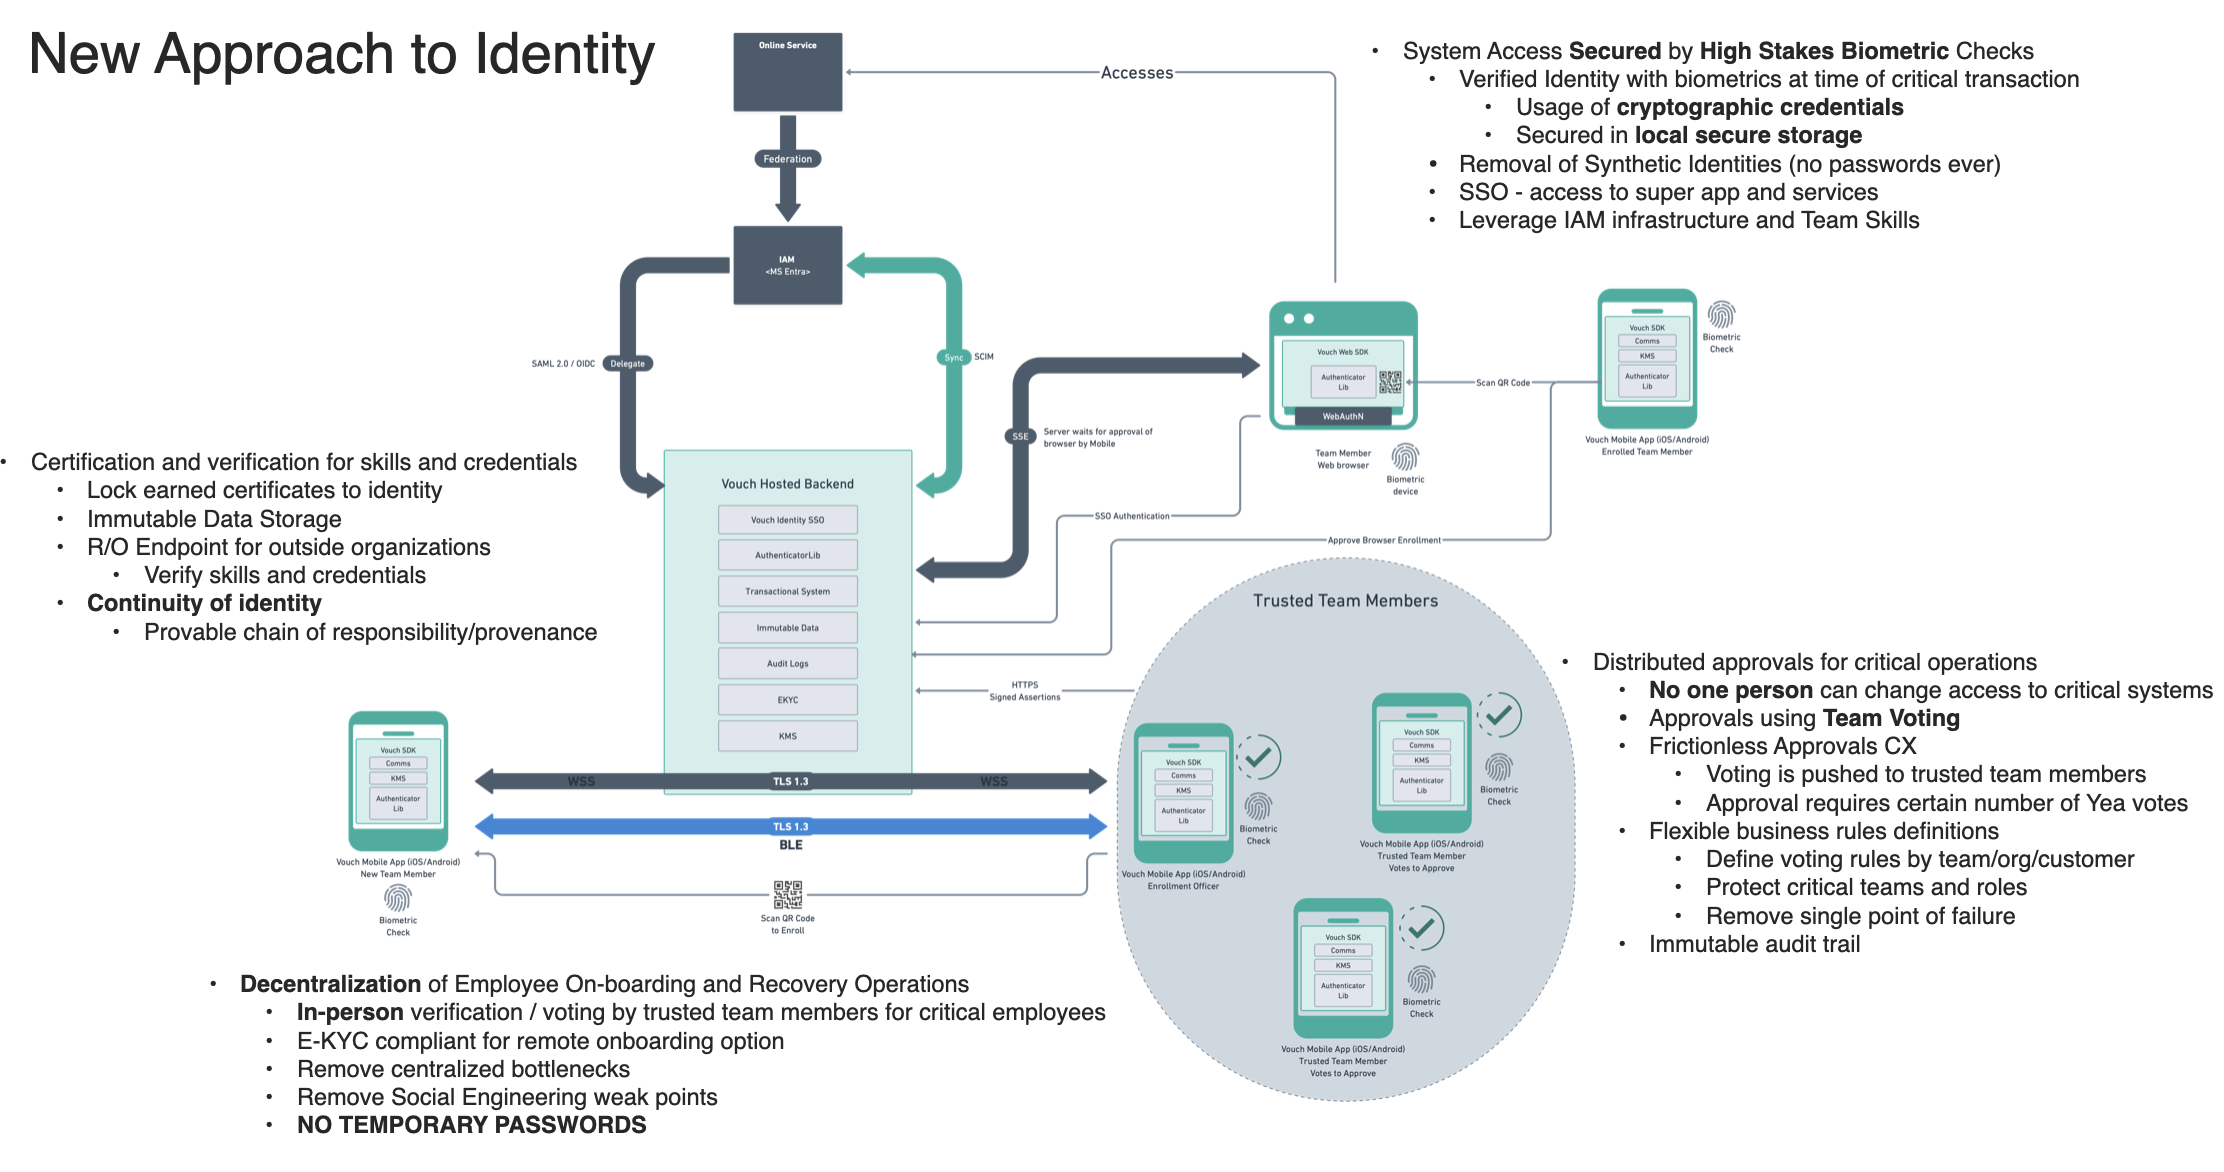 New Approach to Identity
Online Service
Accesses
Federation
IAM
<MS Entra>
SAML 2.0 / OIDC
Delegate
Sync
SCIM
• System Access Secured by High Stakes Biometric Checks
• Verified Identity with biometrics at time of critical transaction
• Usage of cryptographic credentials
• Secured in local secure storage
• Removal of Synthetic Identities (no passwords ever)
• SSO - access to super app and services
• Leverage IAM infrastructure and Team Skills
Vouch Web SDK
Authenticator
Lib
WebAuthN
Team Member
Web browser
Biometric
device
Scan QR Code
Vouch SDK
Comms
KMS
Authenticator
Lib
Biometric
Check
Vouch Mobile App (iOS/Android)
Enrolled Team Member
SSE
Server waits for approval of
browser by Mobile
SSO Authentication
Approve Browser Enrollment
• Certification and verification for skills and credentials
• Lock earned certificates to identity
• Immutable Data Storage
• R/O Endpoint for outside organizations
• Verify skills and credentials
• Continuity of identity
• Provable chain of responsibility/provenance
Vouch Hosted Backend
Vouch Identity SSO
AuthenticatorLib
Transactional System
Immutable Data
Audit Logs
EKYC
KMS
HTTPS
Signed Assertions
WSS
TLS 1.3
WSS
TLS 1.3
BLE
Scan QR Code
to Enroll
Vouch SDK
Comms
KMS
Authenticator
Lib
Vouch Mobile App (iOS/Android)
New Team Member
Biometric
Check
Trusted Team Members
Vouch SDK
Comms
KMS
Authenticator
Lib
Biometric
Check
Vouch Mobile App (iOS/Android)
Enrollment Officer
Vouch SDK
Comms
KMS
Authenticator
Lib
Biometric
Check
Vouch Mobile App (iOS/Android)
Trusted Team Member
Votes to Approve
Vouch SDK
Comms
KMS
Authenticator
Lib
Biometric
Check
Vouch Mobile App (iOS/Android)
Trusted Team Member
Votes to Approve
• Distributed approvals for critical operations
• No one person can change access to critical systems
• Approvals using Team Voting
• Frictionless Approvals CX
• Voting is pushed to trusted team members
• Approval requires certain number of Yea votes
• Flexible business rules definitions
• Define voting rules by team/org/customer
• Protect critical teams and roles
• Remove single point of failure
• Immutable audit trail
• Decentralization of Employee On-boarding and Recovery Operations
• In-person verification / voting by trusted team members for critical employees
• E-KYC compliant for remote onboarding option
• Remove centralized bottlenecks
• Remove Social Engineering weak points
• NO TEMPORARY PASSWORDS